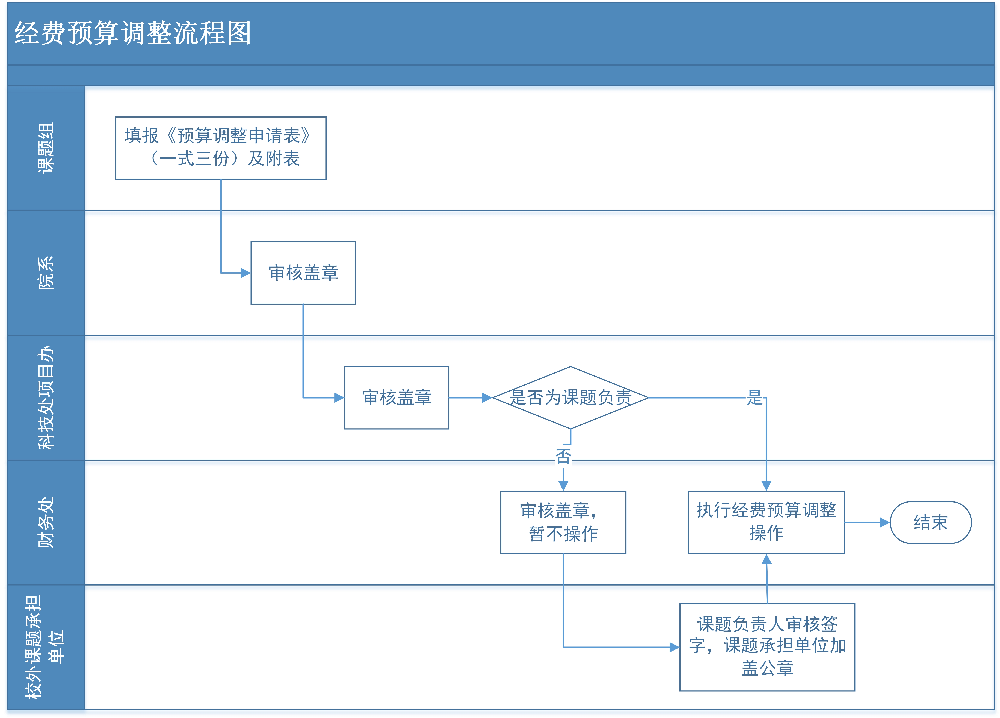 经费预算调整流程图
课题组
填报《预算调整申请表》
（一式三份）及附表
院系
审核盖章
科技处项目办
审核盖章
是否为课题负责
是
否
财务处
审核盖章，
暂不操作
执行经费预算调整
操作
结束
校外课题承担
单位
课题负责人审核签
字，课题承担单位加
盖公章